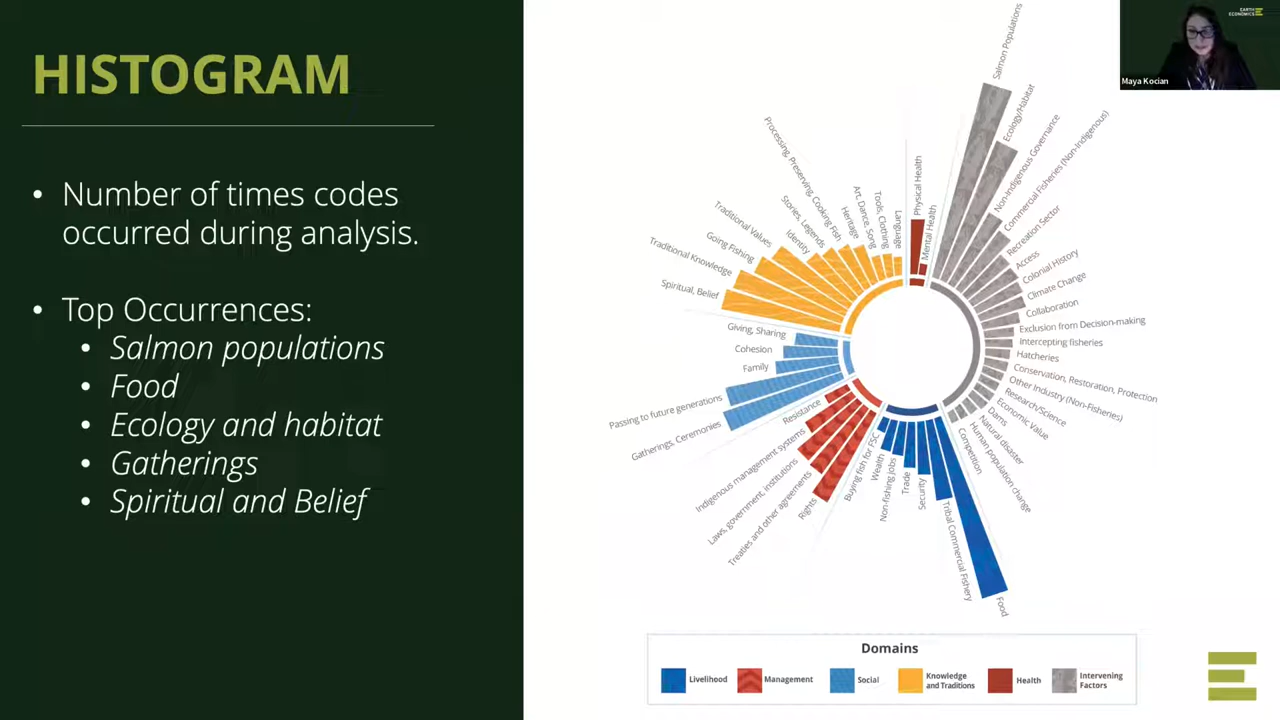 HISTOGRAM
• Number of times codes
occurred during analysis.
• Top Occurrences:
• Salmon populations
• Food
• Ecology and habitat
• Gatherings
• Spiritual and Belief
Salmon Populations
Ecology/Habitat
Non-Indigenous Governance
Commercial Fisheries (Non-Indigenous)
Recreation Sector
Access
Colonial History
Climate Change
Collaboration
Exclusion from Decision-making
Intercepting fisheries
Hatcheries
Conservation, Restoration, Protection
Other Industry (Non-Fisheries)
Research/Science
Economic Value
Dams
Natural disaster
Human population change
Competition
Food
Tribal Commercial Fishery
Security
Trade
Non-fishing jobs
Wealth
Buying fish for FSC
Rights
Treaties and other agreements
Laws, government, institutions
Indigenous management systems
Resistance
Gatherings, Ceremonies
Passing to future generations
Family
Cohesion
Giving, Sharing
Spiritual, Belief
Traditional Knowledge
Going Fishing
Traditional Values
Identity
Stories, Legends
Processing, Preserving, Cooking Fish
Heritage
Art, Dance, Song
Tools, Clothing
Language
Physical Health
Mental Health
Domains
Livelihood
Management
Social
Knowledge
and Traditions
Health
Intervening
Factors
EARTH
ECONOMICS
Maya Kocian